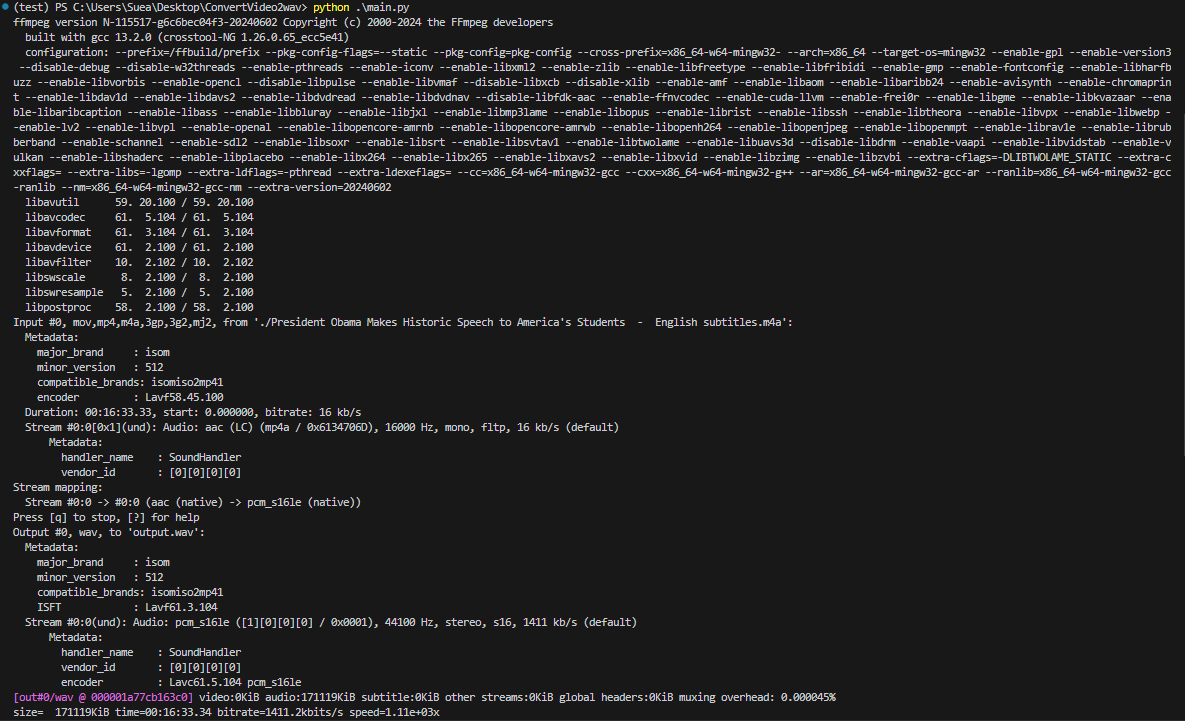 (test) PS C:\Users\Suea\Desktop\ConvertVideo2wav> python .\main.py
ffmpeg version N-115517-g6c6bec04f3-20240602 Copyright (c) 2000-2024 the FFmpeg developers
  built with gcc 13.2.0 (crosstool-NG 1.26.0.65_ecc5e41)
  configuration: --prefix=/ffbuild/prefix --pkg-config-flags=--static --pkg-config=pkg-config --cross-prefix=x86_64-w64-mingw32- --arch=x86_64 --target-os=mingw32 --enable-gpl --enable-version3
 --disable-debug --disable-w32threads --enable-pthreads --enable-iconv --enable-libxml2 --enable-zlib --enable-libfreetype --enable-libfribidi --enable-gmp --enable-fontconfig --enable-libharfb
uzz --enable-libvorbis --enable-opencl --disable-libpulse --enable-libvmaf --disable-libxcb --disable-xlib --enable-amf --enable-libaom --enable-libaribb24 --enable-avisynth --enable-chromaprin
t --enable-libdav1d --enable-libdavs2 --enable-libdvdread --enable-libdvdnav --disable-libfdk-aac --enable-ffnvcodec --enable-cuda-llvm --enable-frei0r --enable-libgme --enable-libkvazaar --ena
ble-libaribcaption --enable-libass --enable-libbluray --enable-libjxl --enable-libmp3lame --enable-libopus --enable-librist --enable-libssh --enable-libtheora --enable-libvpx --enable-libwebp -
-enable-lv2 --enable-libvpl --enable-openal --enable-libopencore-amrnb --enable-libopencore-amrwb --enable-libopenh264 --enable-libopenjpeg --enable-libopenmpt --enable-librav1e --enable-librub
berband --enable-schannel --enable-sdl2 --enable-libsoxr --enable-libsrt --enable-libsvtav1 --enable-libtwolame --enable-libuavs3d --disable-libdrm --enable-vaapi --enable-libvidstab --enable-v
ulkan --enable-libshaderc --enable-libplacebo --enable-libx264 --enable-libx265 --enable-libxavs2 --enable-libxvid --enable-libzimg --enable-libzvbi --extra-cflags=-DLIBTWOLAME_STATIC --extra-c
xxflags= --extra-libs=-lgomp --extra-ldflags=-pthread --extra-ldexeflags= --cc=x86_64-w64-mingw32-gcc --cxx=x86_64-w64-mingw32-g++ --ar=x86_64-w64-mingw32-gcc-ar --ranlib=x86_64-w64-mingw32-gcc
-ranlib --nm=x86_64-w64-mingw32-gcc-nm --extra-version=20240602
  libavutil      59. 20.100 / 59. 20.100
  libavcodec     61.  5.104 / 61.  5.104
  libavformat    61.  3.104 / 61.  3.104
  libavdevice    61.  2.100 / 61.  2.100
  libavfilter    10.  2.102 / 10.  2.102
  libswscale      8.  2.100 /  8.  2.100
  libswresample   5.  2.100 /  5.  2.100
  libpostproc    58.  2.100 / 58.  2.100
Input #0, mov,mp4,m4a,3gp,3g2,mj2, from './President Obama Makes Historic Speech to America's Students  -  English subtitles.m4a':
  Metadata:
    major_brand     : isom
    minor_version   : 512
    compatible_brands: isomiso2mp41
    encoder         : Lavf58.45.100
  Duration: 00:16:33.33, start: 0.000000, bitrate: 16 kb/s
  Stream #0:0[0x1](und): Audio: aac (LC) (mp4a / 0x6134706D), 16000 Hz, mono, fltp, 16 kb/s (default)
      Metadata:
        handler_name    : SoundHandler
        vendor_id       : [0][0][0][0]
Stream mapping:
  Stream #0:0 -> #0:0 (aac (native) -> pcm_s16le (native))
Press [q] to stop, [?] for help
Output #0, wav, to 'output.wav':
  Metadata:
    major_brand     : isom
    minor_version   : 512
    compatible_brands: isomiso2mp41
    ISFT            : Lavf61.3.104
  Stream #0:0(und): Audio: pcm_s16le ([1][0][0][0] / 0x0001), 44100 Hz, stereo, s16, 1411 kb/s (default)
      Metadata:
        handler_name    : SoundHandler
        vendor_id       : [0][0][0][0]
        encoder         : Lavc61.5.104 pcm_s16le
[out#0/wav @ 000001a77cb163c0] video:0KiB audio:171119KiB subtitle:0KiB other streams:0KiB global headers:0KiB muxing overhead: 0.000045%
size=  171119KiB time=00:16:33.34 bitrate=1411.2kbits/s speed=1.11e+03x